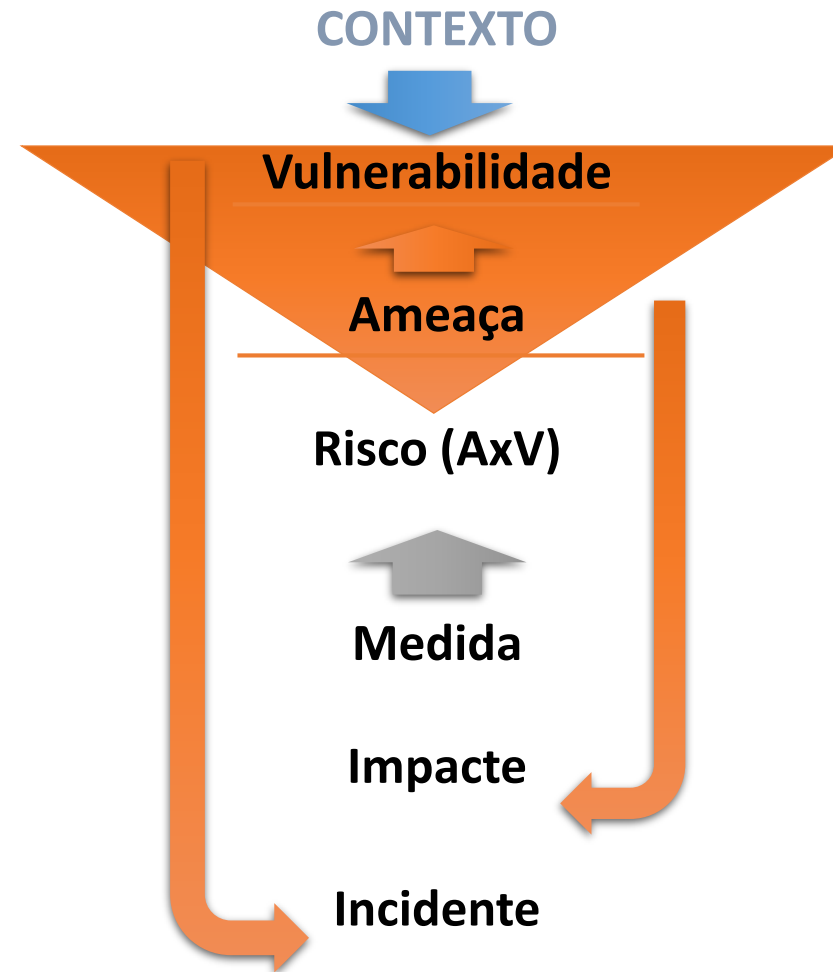 CONTEXTO
Vulnerabilidade
Ameaça
Risco (AxV)
Medida
Impacte
Incidente